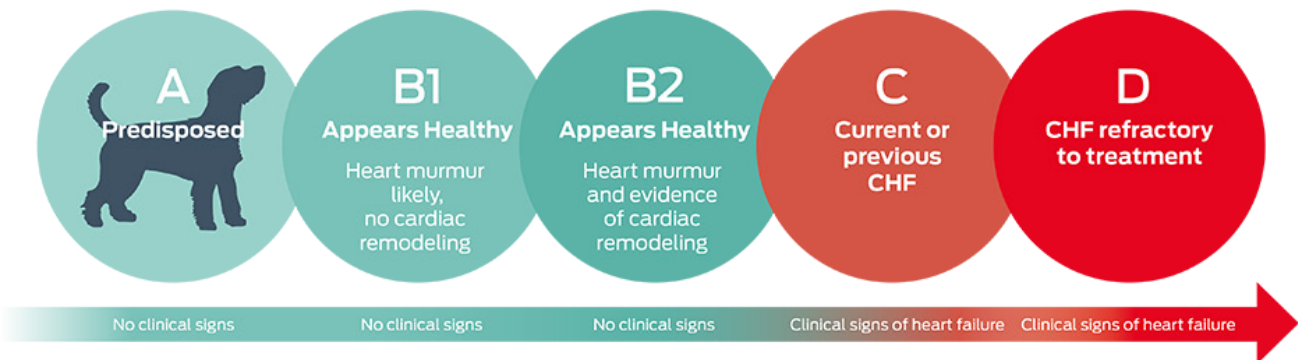 A
Predisposed
B1
Appears Healthy
Heart murmur
likely,
no cardiac
remodeling
B2
Appears Healthy
Heart murmur
and evidence
of cardiac
remodeling
C
Current or
previous
CHF
D
CHF refractory
to treatment
No clinical signs
No clinical signs
No clinical signs
Clinical signs of heart failure
Clinical signs of heart failure